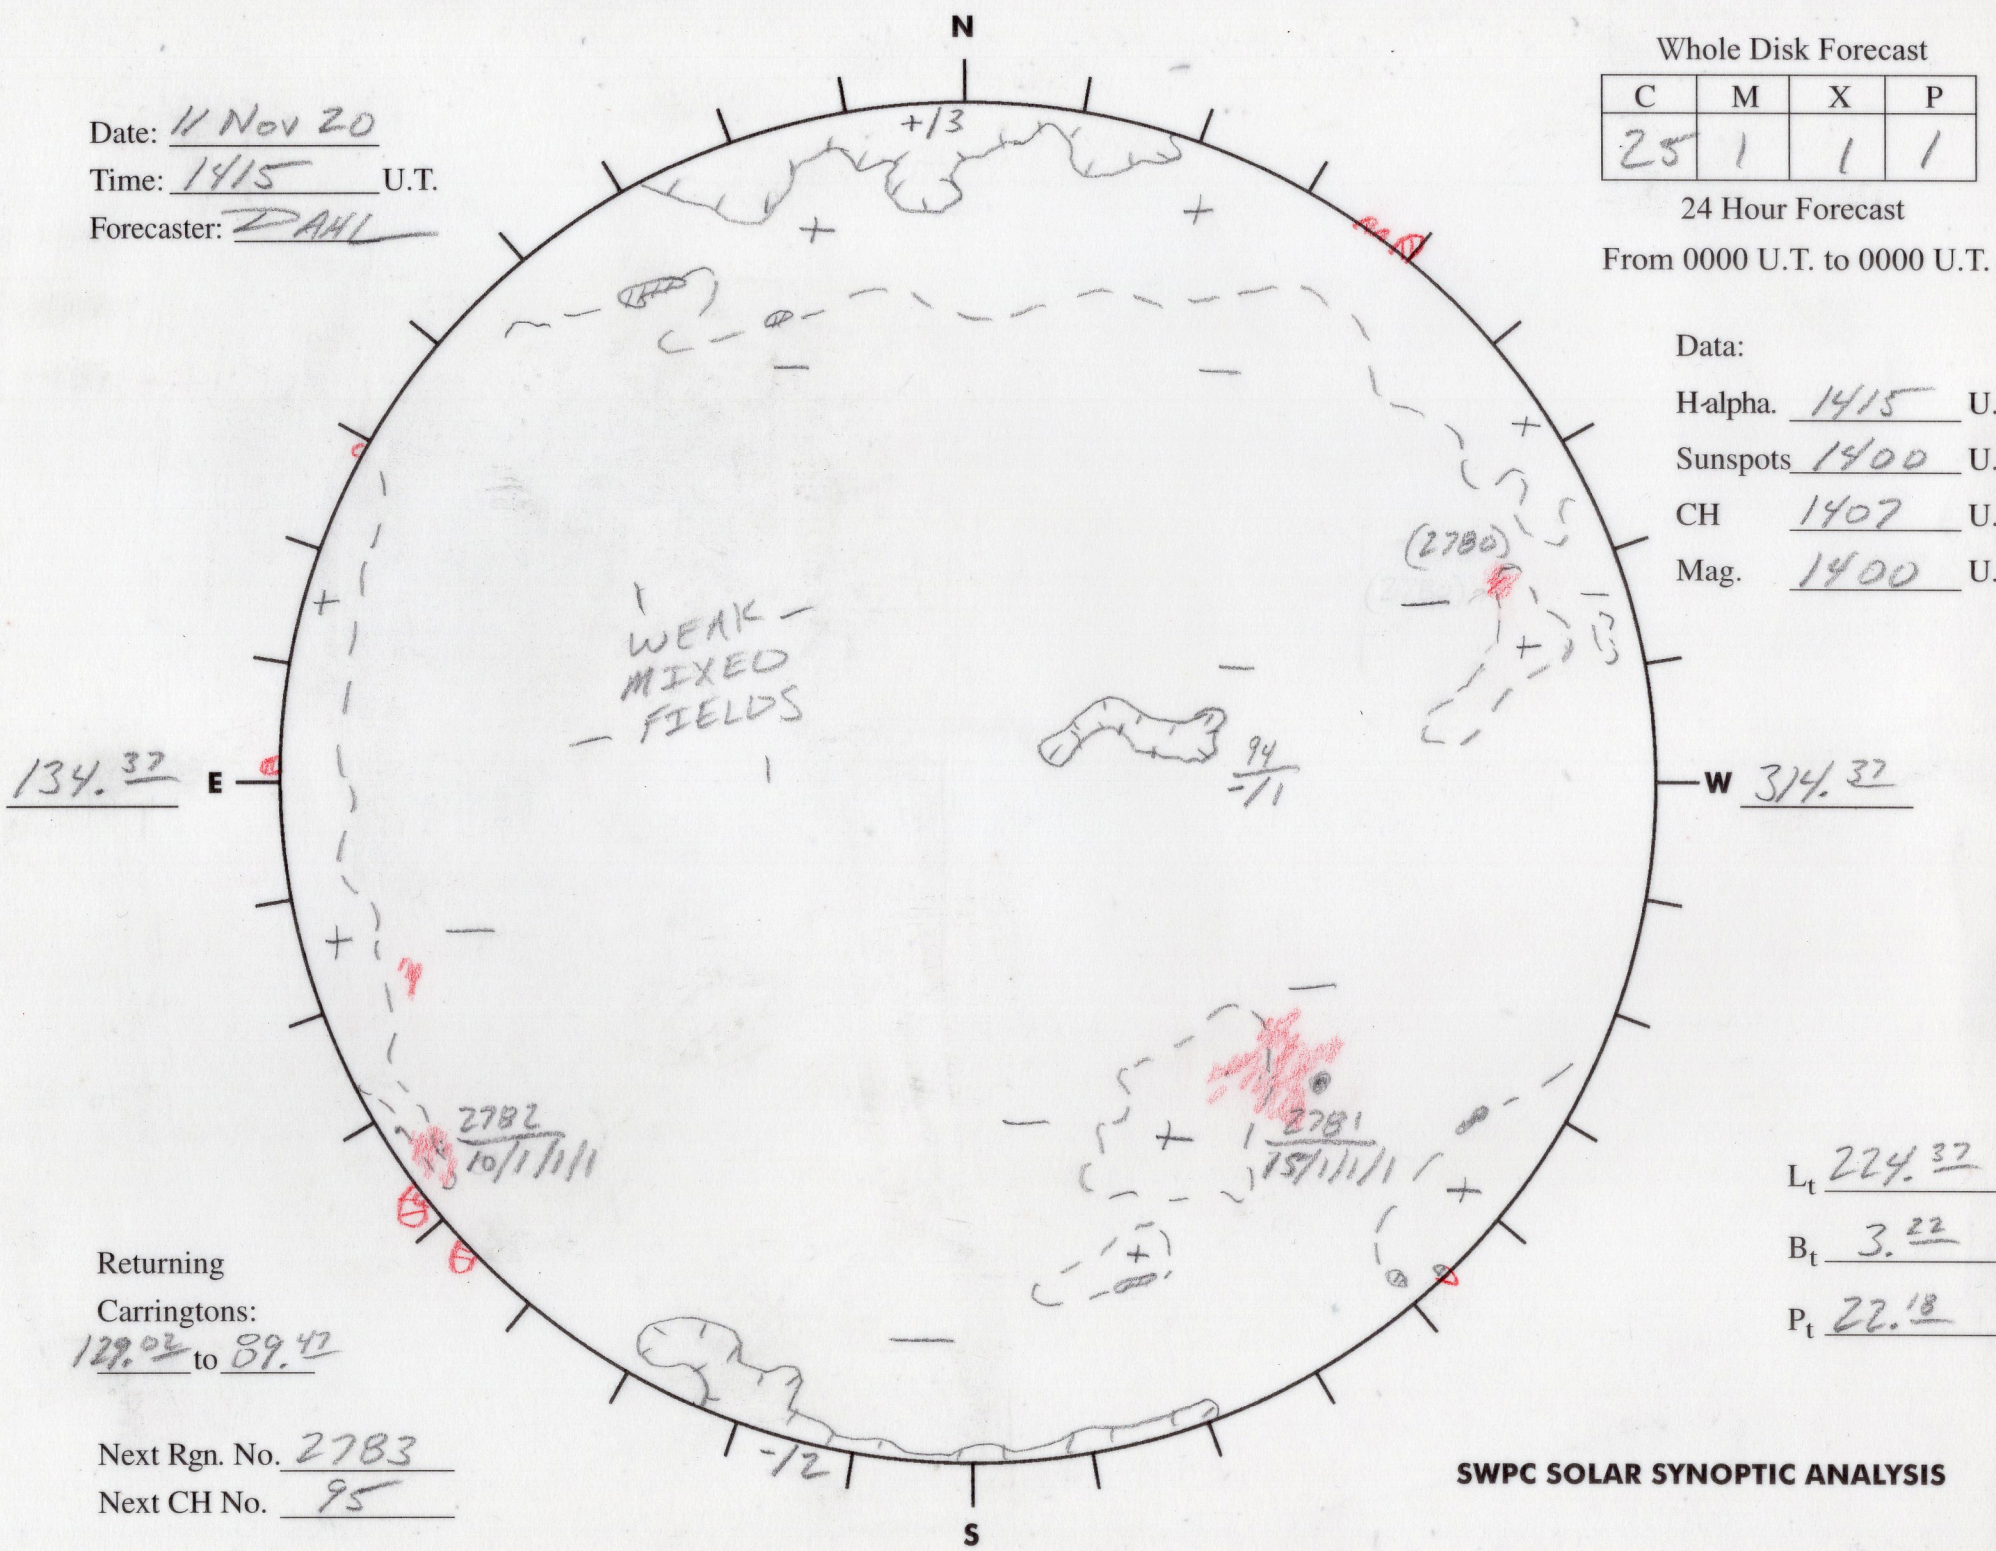 N
Whole Disk Forecast
C M X P
25 1 1 1
24 Hour Forecast
From 0000 U.T. to 0000 U.T.
Date: 11 Nov 20
Time: 1415 U.T.
Forecaster: DAHL
+/3
+
+
Data:
H-alpha. 1415 U.
Sunspots 1400 U.
CH 1407 U.
Mag. 1400 U.
—
—
+
(2780)
—
—
+
+
WEAK
MIXED
FIELDS
—
94
-/1
134.37 E
W 314.37
+
—
—
2782
10/1/1/1
—
+
2781
15/1/1/1
+
+
Lt 224.37
Bt 3.22
Pt 22.18
Returning
Carringtons:
129.02 to 89.47
—
-/2
Next Rgn. No. 2783
Next CH No. 95
SWPC SOLAR SYNOPTIC ANALYSIS
S